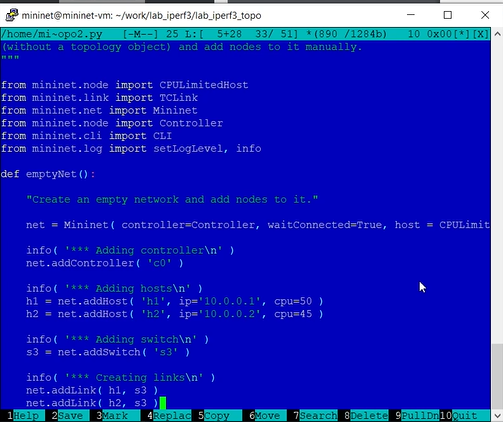 mininet@mininet-vm: ~/work/lab_iperf3/lab_iperf3_topo
/home/mi~opo2.py   [-M--] 25 L:[  5+28  33/ 51] *(890 /1284b)   10 0x00[*][X]
(without a topology object) and add nodes to it manually.
"""
from mininet.node import CPULimitedHost
from mininet.link import TCLink
from mininet.net import Mininet
from mininet.node import Controller
from mininet.cli import CLI
from mininet.log import setLogLevel, info
def emptyNet():
    "Create an empty network and add nodes to it."
    net = Mininet( controller=Controller, waitConnected=True, host = CPULimit
    info( '*** Adding controller\n' )
    net.addController( 'c0' )
    info( '*** Adding hosts\n' )
    h1 = net.addHost( 'h1', ip='10.0.0.1', cpu=50 )
    h2 = net.addHost( 'h2', ip='10.0.0.2', cpu=45 )
    info( '*** Adding switch\n' )
    s3 = net.addSwitch( 's3' )
    info( '*** Creating links\n' )
    net.addLink( h1, s3 )
    net.addLink( h2, s3 )
1Help  2Save  3Mark  4Replac 5Copy  6Move  7Search 8Delete 9PullDn 10Quit